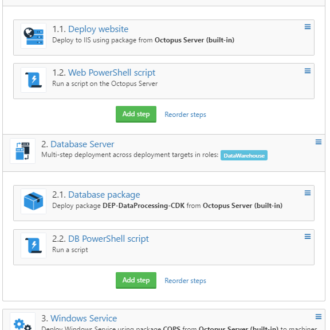 1.1. Deploy website
Deploy to IIS using package from Octopus Server (built-in)
1.2. Web PowerShell script
Run a script on the Octopus Server
Add step Reorder steps
2. Database Server
Multi-step deployment across deployment targets in roles: DataWarehouse
2.1. Database package
Deploy package DEP-DataProcessing-CDK from Octopus Server (built-in)
2.2. DB PowerShell script
Run a script
Add step Reorder steps
3. Windows Service
Deploy Windows Service using package COPS from Octopus Server (built-in) to machines